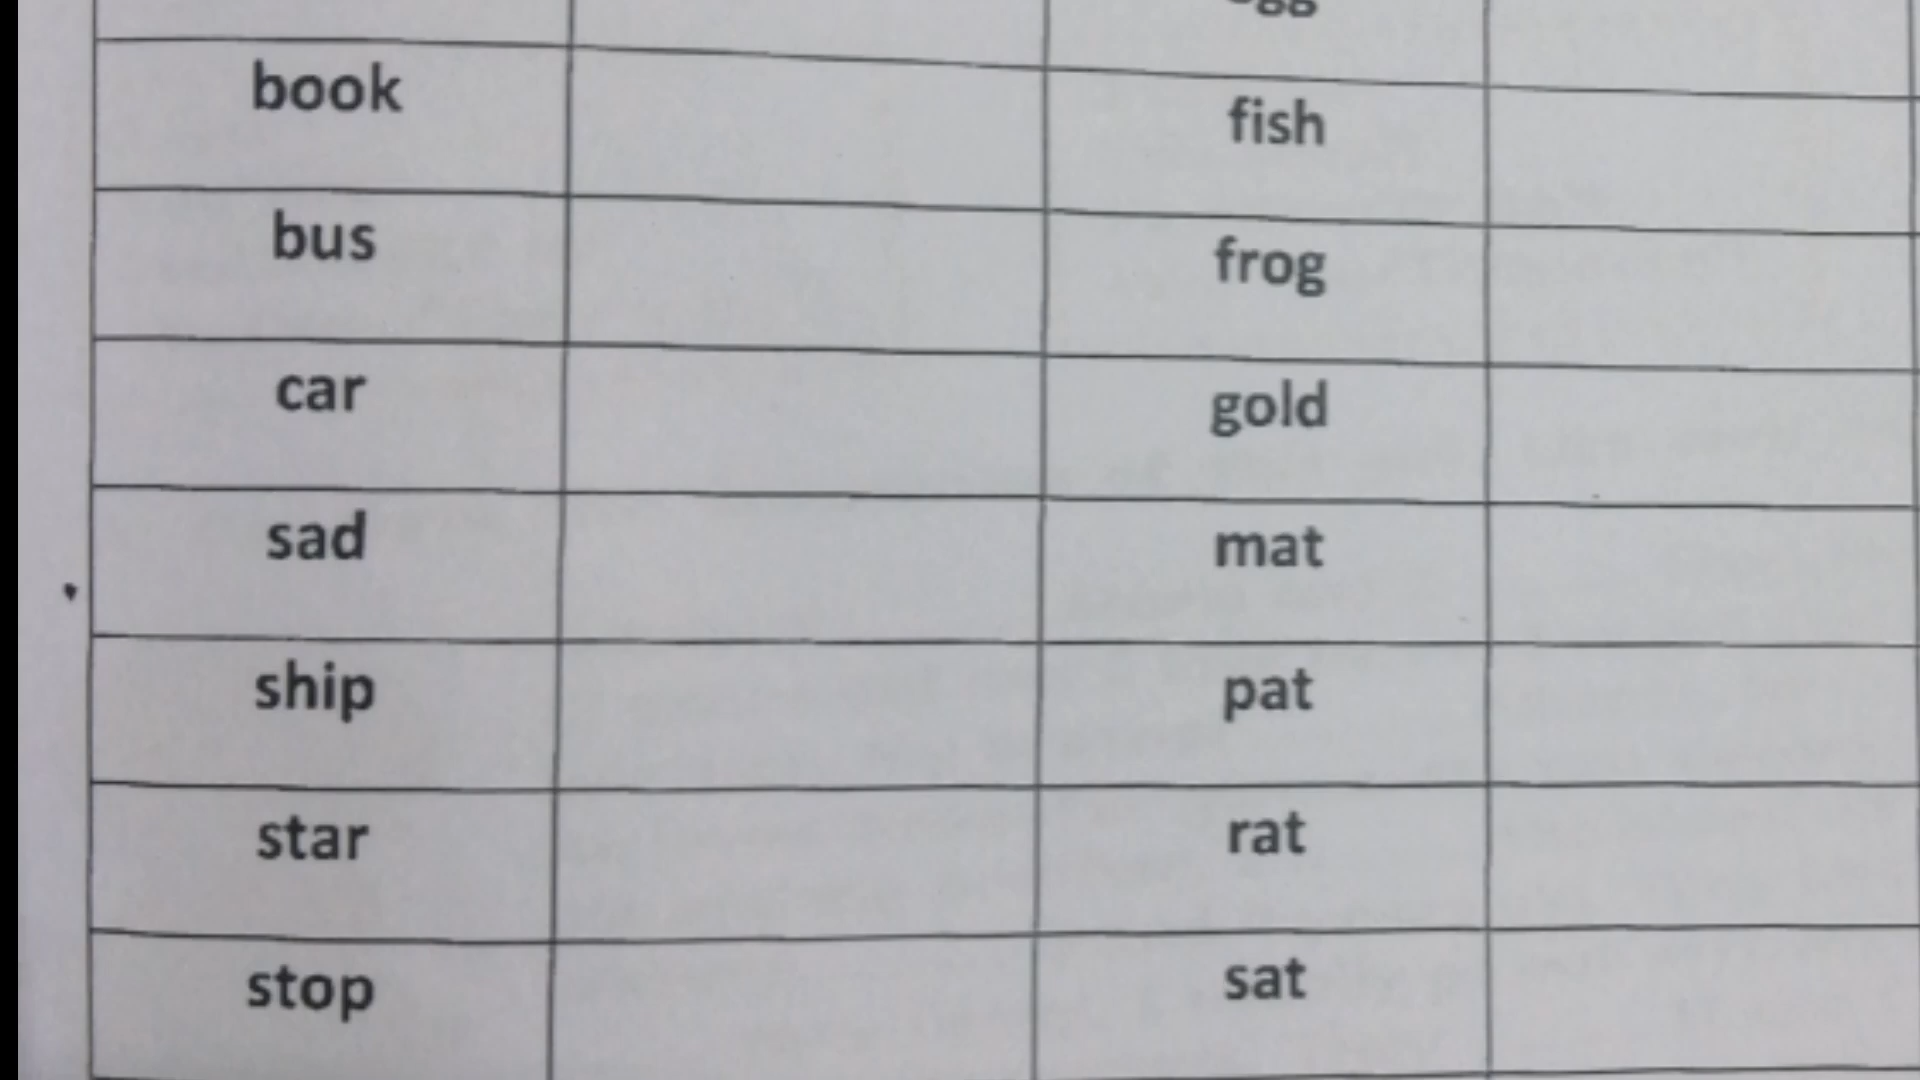 book fish
bus frog
car gold
sad mat
ship pat
star rat
stop sat